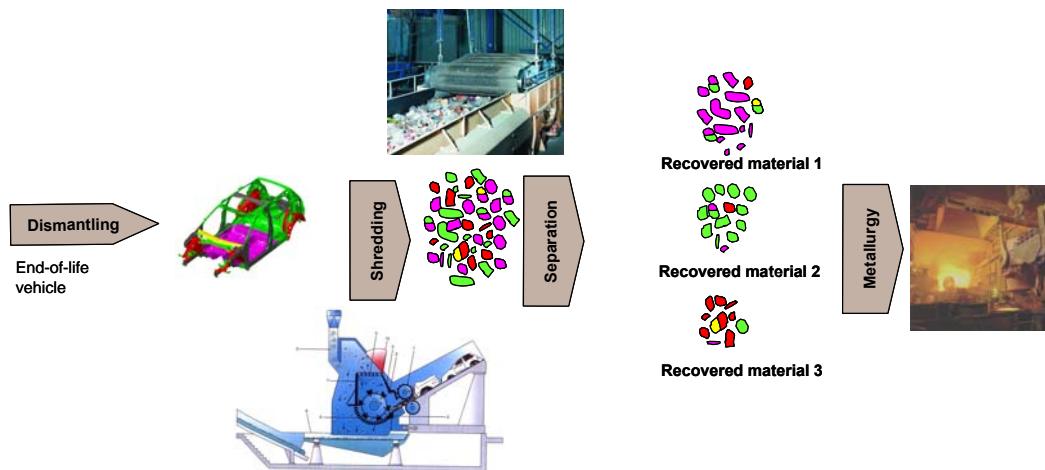 Dismantling
End-of-life
vehicle
Shredding
Separation
Recovered material 1
Recovered material 2
Recovered material 3
Metallurgy